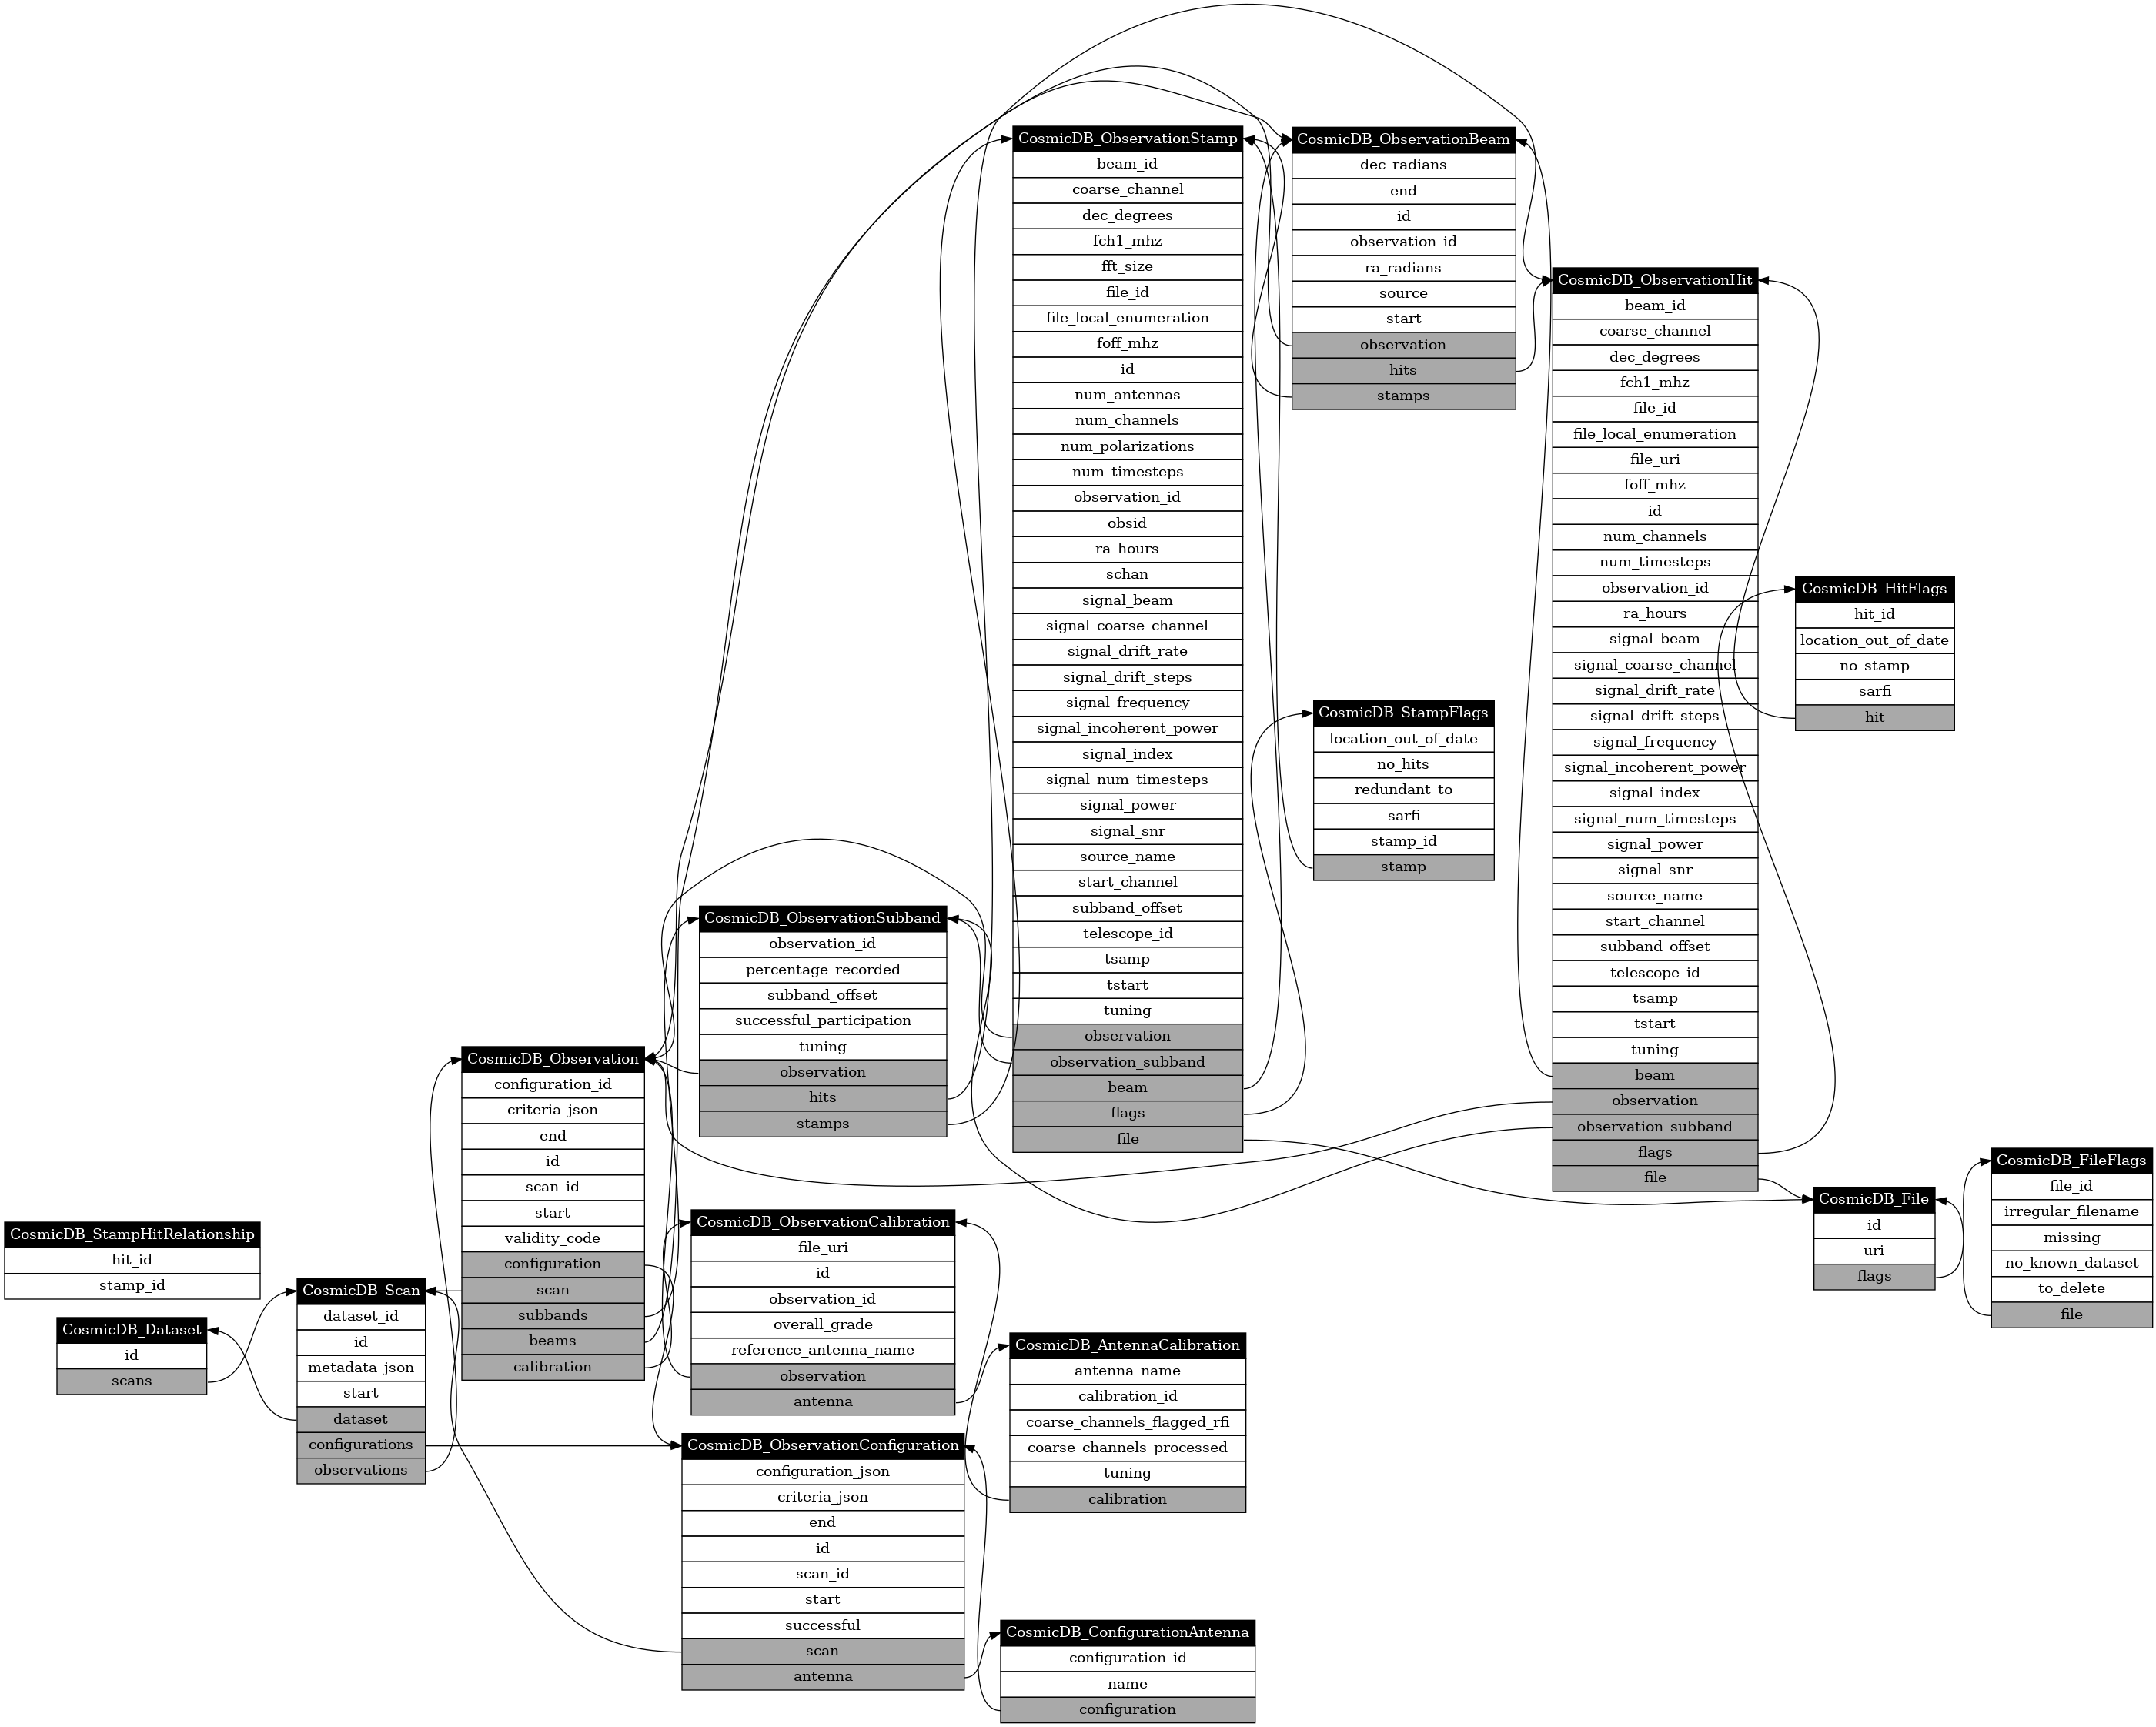 CosmicDB_ObservationStamp
beam_id
coarse_channel
dec_degrees
fch1_mhz
fft_size
file_id
file_local_enumeration
foff_mhz
id
num_antennas
num_channels
num_polarizations
num_timesteps
observation_id
obsid
ra_hours
schan
signal_beam
signal_coarse_channel
signal_drift_rate
signal_drift_steps
signal_frequency
signal_incoherent_power
signal_index
signal_num_timesteps
signal_power
signal_snr
source_name
start_channel
subband_offset
telescope_id
tsamp
tstart
tuning
observation
observation_subband
beam
flags
file
CosmicDB_ObservationBeam
dec_radians
end
id
observation_id
ra_radians
source
start
observation
hits
stamps
CosmicDB_ObservationHit
beam_id
coarse_channel
dec_degrees
fch1_mhz
file_id
file_local_enumeration
file_uri
foff_mhz
id
num_channels
num_timesteps
observation_id
ra_hours
signal_beam
signal_coarse_channel
signal_drift_rate
signal_drift_steps
signal_frequency
signal_incoherent_power
signal_index
signal_num_timesteps
signal_power
signal_snr
source_name
start_channel
subband_offset
telescope_id
tsamp
tstart
tuning
beam
observation
observation_subband
flags
file
CosmicDB_HitFlags
hit_id
location_out_of_date
no_stamp
sarfi
hit
CosmicDB_StampFlags
location_out_of_date
no_hits
redundant_to
sarfi
stamp_id
stamp
CosmicDB_ObservationSubband
observation_id
percentage_recorded
subband_offset
successful_participation
tuning
observation
hits
stamps
CosmicDB_Observation
configuration_id
criteria_json
end
id
scan_id
start
validity_code
configuration
scan
subbands
beams
calibration
CosmicDB_FileFlags
file_id
irregular_filename
missing
no_known_dataset
to_delete
file
CosmicDB_File
id
uri
flags
CosmicDB_ObservationCalibration
file_uri
id
observation_id
overall_grade
reference_antenna_name
observation
antenna
CosmicDB_StampHitRelationship
hit_id
stamp_id
CosmicDB_Scan
dataset_id
id
metadata_json
start
dataset
configurations
observations
CosmicDB_Dataset
id
scans
CosmicDB_AntennaCalibration
antenna_name
calibration_id
coarse_channels_flagged_rfi
coarse_channels_processed
tuning
calibration
CosmicDB_ObservationConfiguration
configuration_json
criteria_json
end
id
scan_id
start
successful
scan
antenna
CosmicDB_ConfigurationAntenna
configuration_id
name
configuration